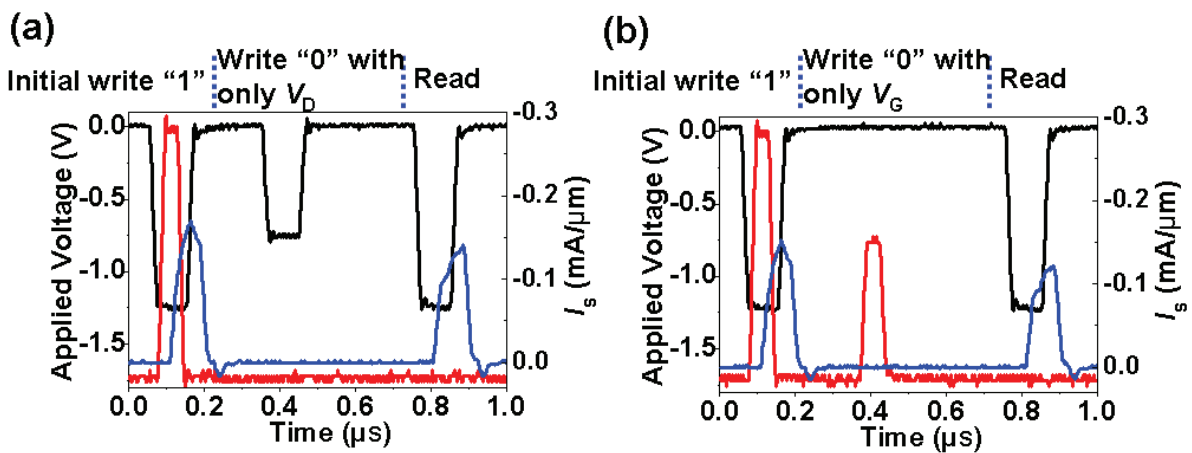 (a)
Initial write “1”
Write “0” with
only VD
Read
Applied Voltage (V)
0.0
-0.5
-1.0
-1.5
-0.3
-0.2
-0.1
0.0
Is (mA/μm)
0.0 0.2 0.4 0.6 0.8 1.0
Time (μs)
(b)
Initial write “1”
Write “0” with
only VG
Read
Applied Voltage (V)
0.0
-0.5
-1.0
-1.5
-0.3
-0.2
-0.1
0.0
Is (mA/μm)
0.0 0.2 0.4 0.6 0.8 1.0
Time (μs)